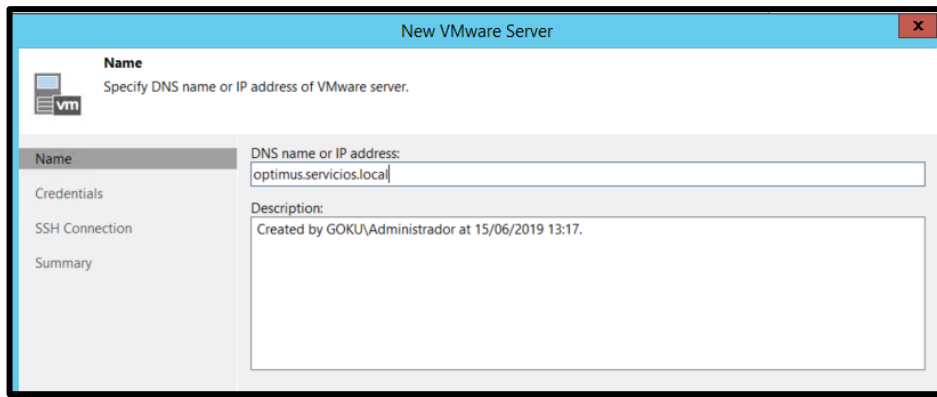 New VMware Server
x
Name
Specify DNS name or IP address of VMware server.
vm
Name
DNS name or IP address:
optimus.servicios.local
Credentials
Description:
Created by GOKU\Administrador at 15/06/2019 13:17.
SSH Connection
Summary